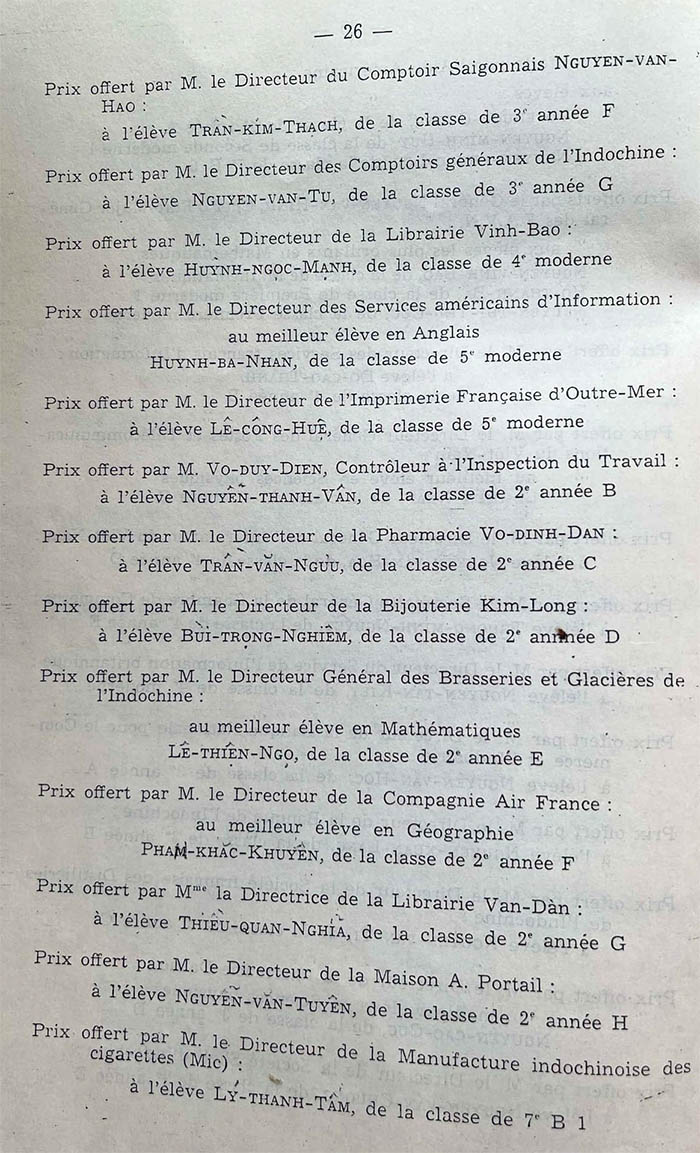 — 26 —
Prix offert par M. le Directeur du Comptoir Saigonnais NGUYEN-VAN-
HAO :
à l'élève TRẦN-KÍM-THACH, de la classe de 3e année F
Prix offert par M. le Directeur des Comptoirs généraux de l'Indochine :
à l'élève NGUYEN-VAN-TU, de la classe de 3e année G
Prix offert par M. le Directeur de la Librairie Vinh-Bao :
à l'élève HUỲNH-NGỌC-MẠNH, de la classe de 4e moderne
Prix offert par M. le Directeur des Services américains d'Information :
au meilleur élève en Anglais
HUYNH-BA-NHAN, de la classe de 5e moderne
Prix offert par M. le Directeur de l'Imprimerie Française d'Outre-Mer :
à l'élève LÊ-CÔNG-HUỆ, de la classe de 5e moderne
Prix offert par M. VO-DUY-DIEN, Contrôleur à l'Inspection du Travail :
à l'élève NGUYỄN-THANH-VÂN, de la classe de 2e année B
Prix offert par M. le Directeur de la Pharmacie VO-DINH-DAN :
à l'élève TRẦN-VĂN-NGƯU, de la classe de 2e année C
Prix offert par M. le Directeur de la Bijouterie Kim-Long :
à l'élève BÙI-TRỌNG-NGHIÊM, de la classe de 2e année D
Prix offert par M. le Directeur Général des Brasseries et Glacières de
l'Indochine :
au meilleur élève en Mathématiques
LÊ-THIÊN-NGỌ, de la classe de 2e année E
Prix offert par M. le Directeur de la Compagnie Air France :
au meilleur élève en Géographie
PHAM-KHĂC-KHUYÊN, de la classe de 2e année F
Prix offert par Mme la Directrice de la Librairie Van-Dàn :
à l'élève THIỀU-QUAN-NGHĨA, de la classe de 2e année G
Prix offert par M. le Directeur de la Maison A. Portail :
à l'élève NGUYỄN-VĂN-TUYÊN, de la classe de 2e année H
Prix offert par M. le Directeur de la Manufacture indochinoise des
cigarettes (Mic) :
à l'élève LÝ-THANH-TÂM, de la classe de 7e B 1